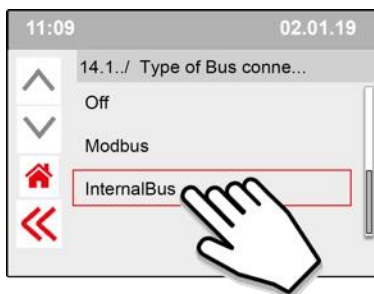 11:09 02.01.19
14.1../ Type of Bus conne...
Off
Modbus
InternalBus